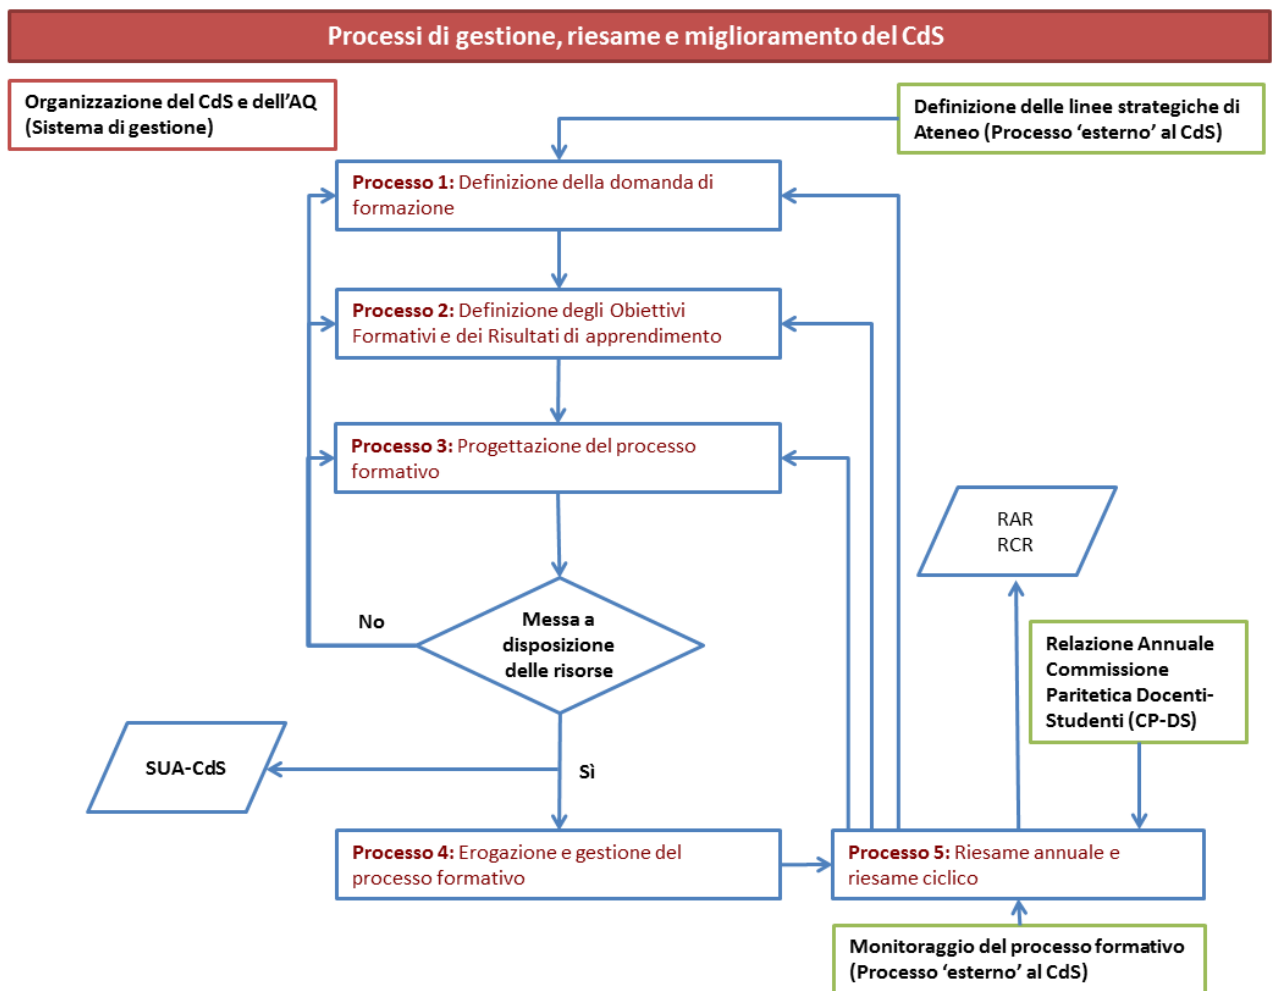 Processi di gestione, riesame e miglioramento del CdS
Organizzazione del CdS e dell'AQ
(Sistema di gestione)
Definizione delle linee strategiche di
Ateneo (Processo 'esterno' al CdS)
Processo 1: Definizione della domanda di
formazione
Processo 2: Definizione degli Obiettivi
Formativi e dei Risultati di apprendimento
Processo 3: Progettazione del processo
formativo
RAR
RCR
No
Messa a
disposizione
delle risorse
Relazione Annuale
Commissione
Paritetica Docenti-
Studenti (CP-DS)
SUA-CdS
Sì
Processo 4: Erogazione e gestione del
processo formativo
Processo 5: Riesame annuale e
riesame ciclico
Monitoraggio del processo formativo
(Processo 'esterno' al CdS)